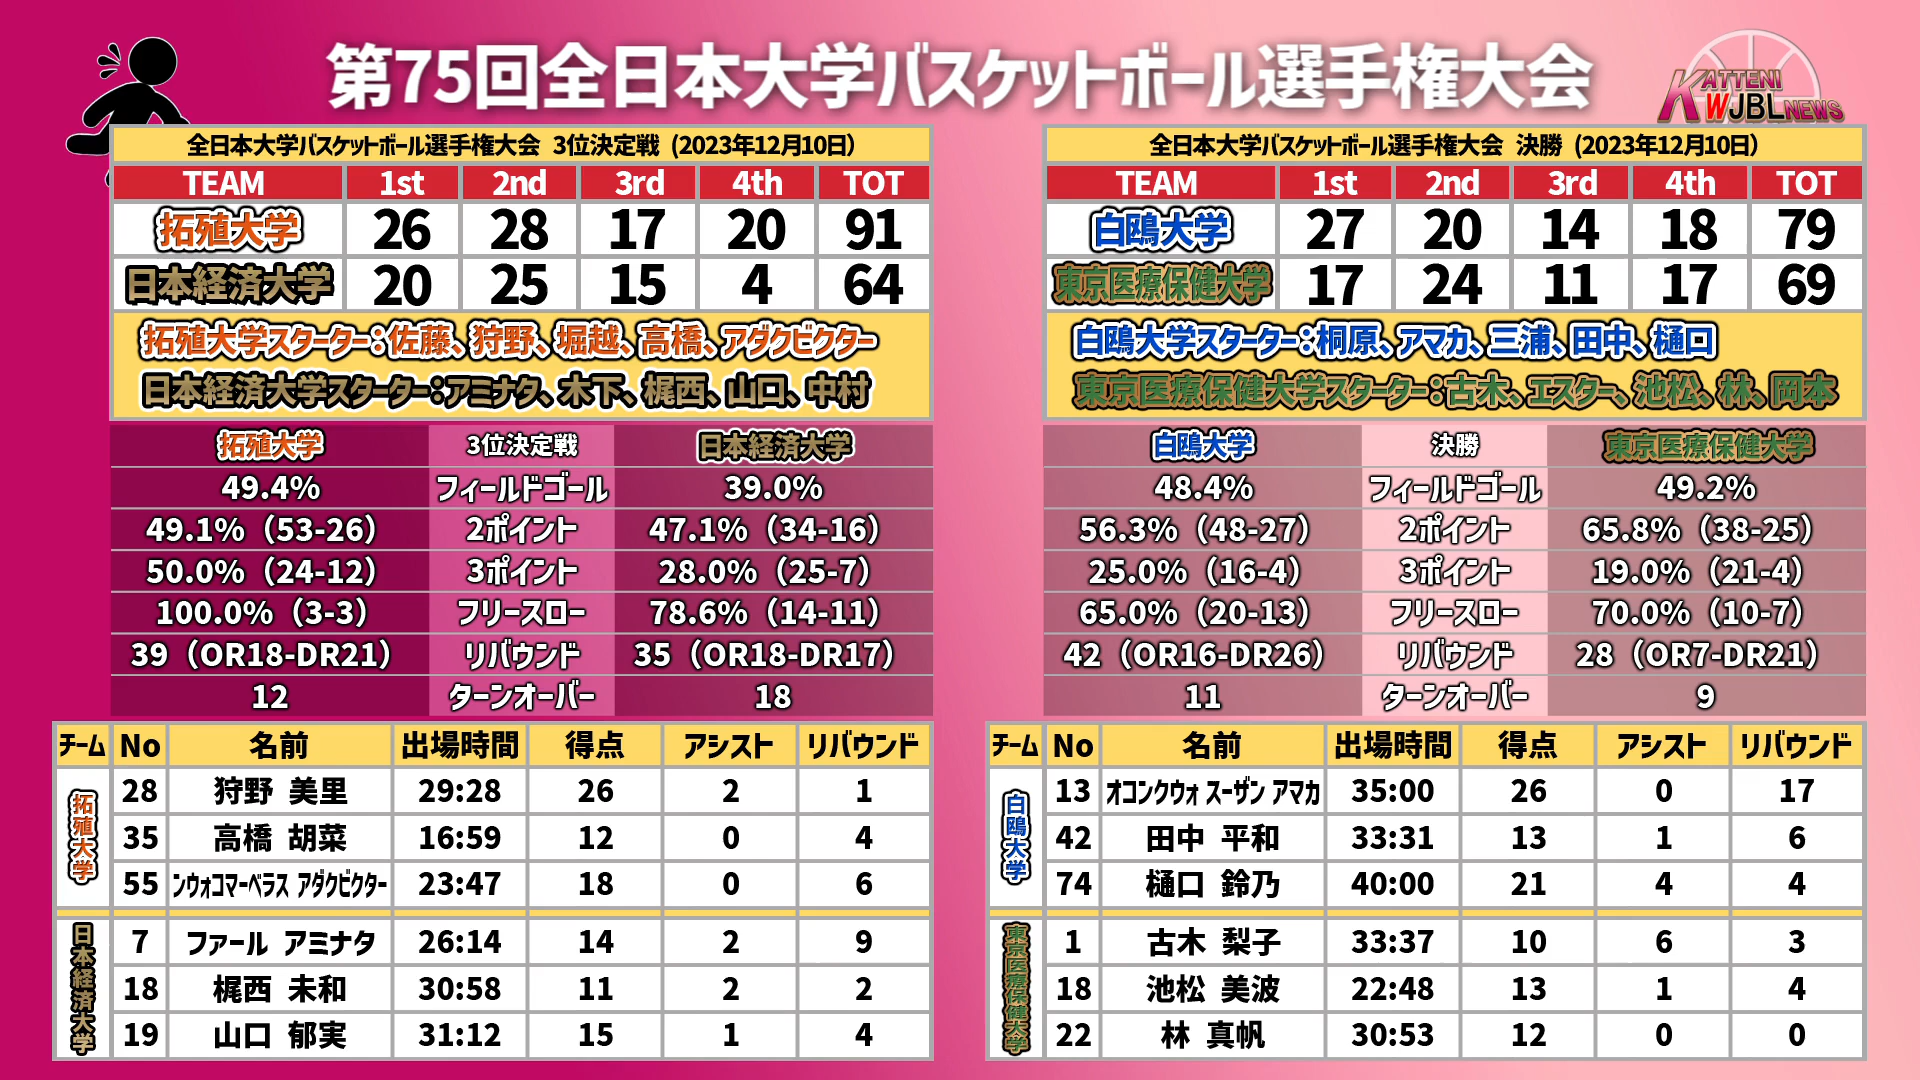 第75回全日本大学バスケットボール選手権大会
KATTENI
WJBL NEWS
全日本大学バスケットボール選手権大会 3位決定戦 (2023年12月10日)
TEAM 1st 2nd 3rd 4th TOT
拓殖大学 26 28 17 20 91
日本経済大学 20 25 15 4 64
拓殖大学スターター：佐藤、狩野、堀越、高橋、アダクビクター
日本経済大学スターター：アミナタ、木下、梶西、山口、中村
拓殖大学 3位決定戦 日本経済大学
49.4% フィールドゴール 39.0%
49.1%（53-26） 2ポイント 47.1%（34-16）
50.0%（24-12） 3ポイント 28.0%（25-7）
100.0%（3-3） フリースロー 78.6%（14-11）
39（OR18-DR21） リバウンド 35（OR18-DR17）
12 ターンオーバー 18
チーム No 名前 出場時間 得点 アシスト リバウンド
拓殖大学
28 狩野 美里 29:28 26 2 1
35 高橋 胡菜 16:59 12 0 4
55 ンウォコマーベラス アダクビクター 23:47 18 0 6
日本経済大学
7 ファール アミナタ 26:14 14 2 9
18 梶西 未和 30:58 11 2 2
19 山口 郁実 31:12 15 1 4
全日本大学バスケットボール選手権大会 決勝 (2023年12月10日)
TEAM 1st 2nd 3rd 4th TOT
白鴎大学 27 20 14 18 79
東京医療保健大学 17 24 11 17 69
白鴎大学スターター：桐原、アマカ、三浦、田中、樋口
東京医療保健大学スターター：古木、エスター、池松、林、岡本
白鴎大学 決勝 東京医療保健大学
48.4% フィールドゴール 49.2%
56.3%（48-27） 2ポイント 65.8%（38-25）
25.0%（16-4） 3ポイント 19.0%（21-4）
65.0%（20-13） フリースロー 70.0%（10-7）
42（OR16-DR26） リバウンド 28（OR7-DR21）
11 ターンオーバー 9
チーム No 名前 出場時間 得点 アシスト リバウンド
白鴎大学
13 オコンクウォ スーザン アマカ 35:00 26 0 17
42 田中 平和 33:31 13 1 6
74 樋口 鈴乃 40:00 21 4 4
東京医療保健大学
1 古木 梨子 33:37 10 6 3
18 池松 美波 22:48 13 1 4
22 林 真帆 30:53 12 0 0